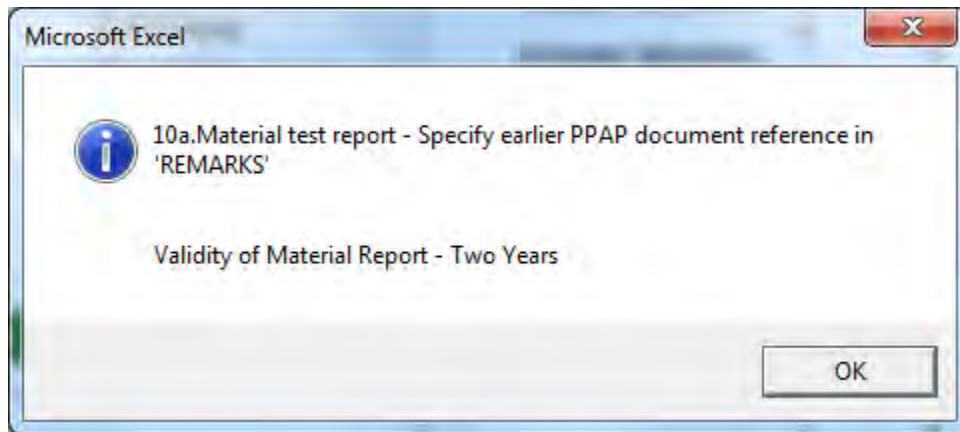 Microsoft Excel
10a.Material test report - Specify earlier PPAP document reference in
'REMARKS'
Validity of Material Report - Two Years
OK